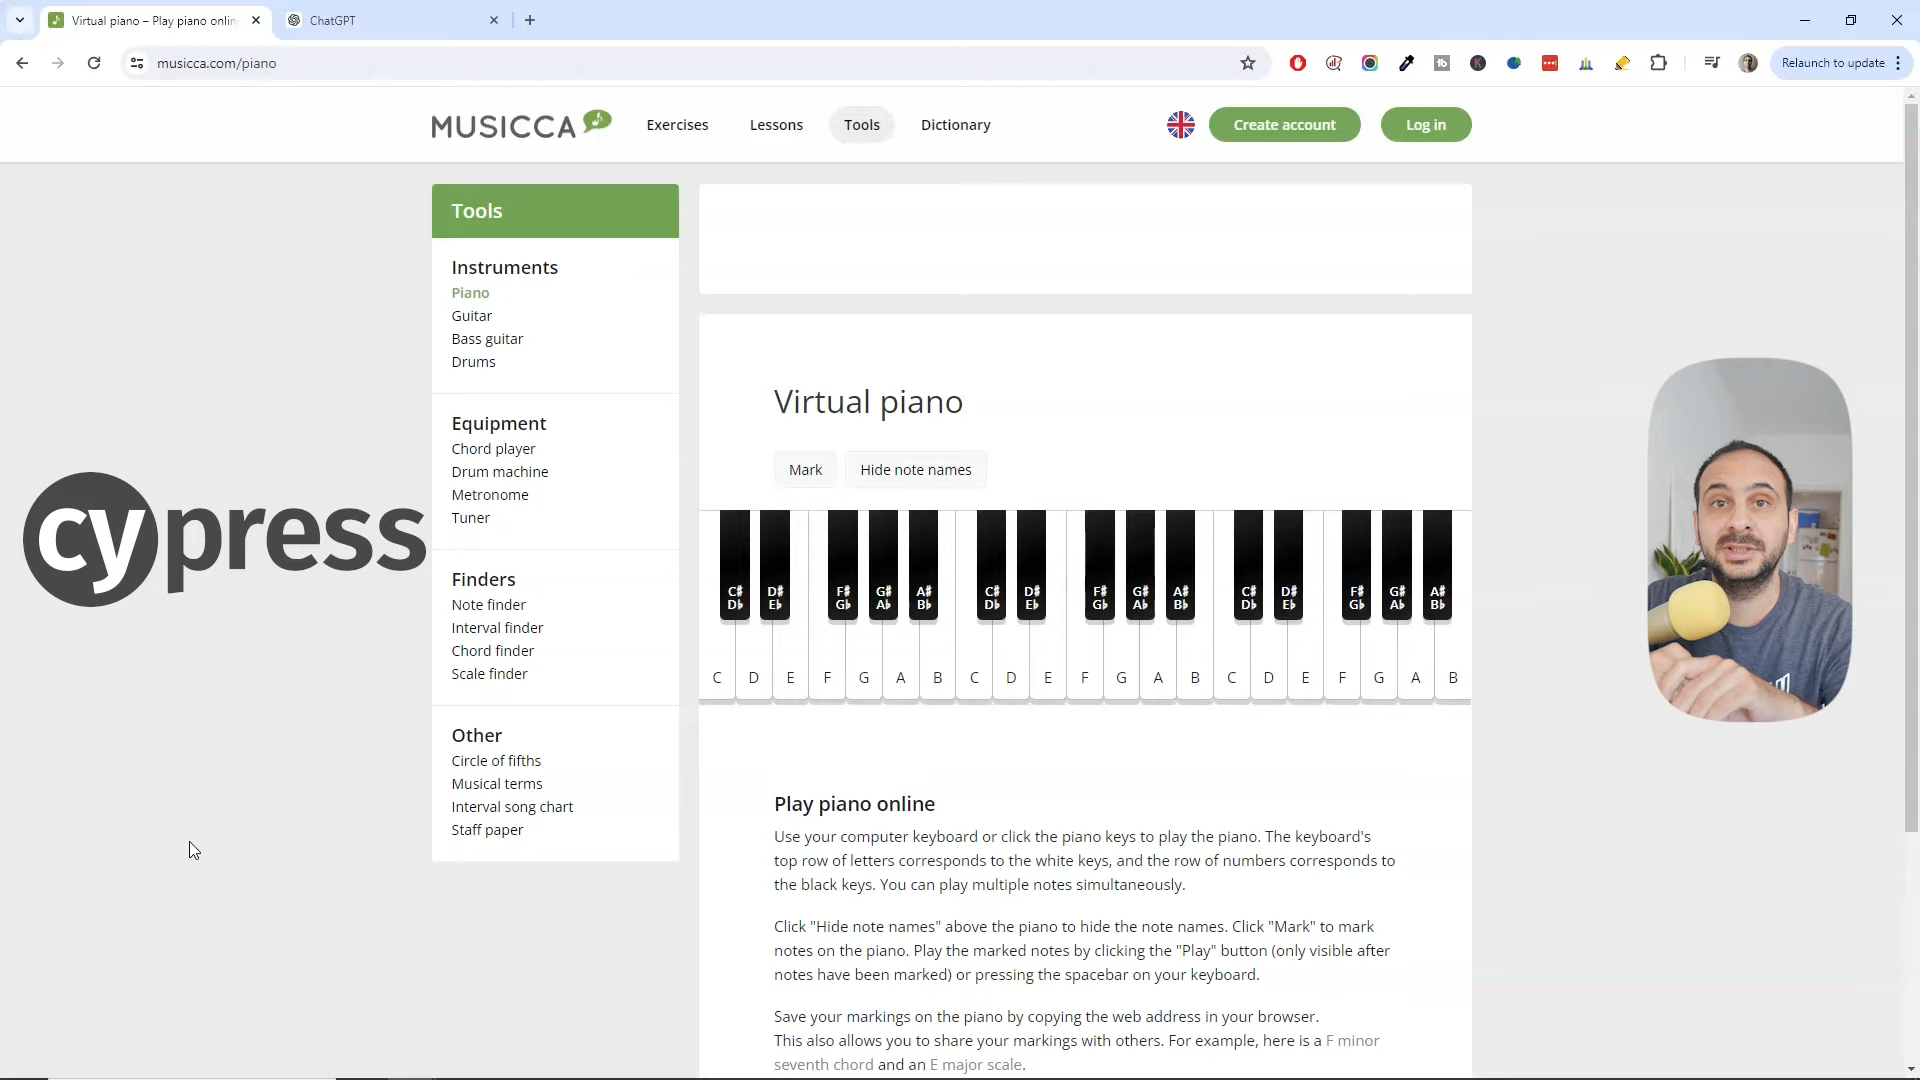 Virtual piano – Play piano onlin
ChatGPT
musicca.com/piano
Relaunch to update
MUSICCA
Exercises
Lessons
Tools
Dictionary
Create account
Log in
Tools
Instruments
Piano
Guitar
Bass guitar
Drums
Equipment
Chord player
Drum machine
Metronome
Tuner
Finders
Note finder
Interval finder
Chord finder
Scale finder
Other
Circle of fifths
Musical terms
Interval song chart
Staff paper
cypress
Virtual piano
Mark
Hide note names
C# D# F# G# A# C# D# F# G# A# C# D# F# G# A#
D♭ E♭ G♭ A♭ B♭ D♭ E♭ G♭ A♭ B♭ D♭ E♭ G♭ A♭ B♭
C D E F G A B C D E F G A B C D E F G A B
Play piano online
Use your computer keyboard or click the piano keys to play the piano. The keyboard's
top row of letters corresponds to the white keys, and the row of numbers corresponds to
the black keys. You can play multiple notes simultaneously.
Click "Hide note names" above the piano to hide the note names. Click "Mark" to mark
notes on the piano. Play the marked notes by clicking the "Play" button (only visible after
notes have been marked) or pressing the spacebar on your keyboard.
Save your markings on the piano by copying the web address in your browser.
This also allows you to share your markings with others. For example, here is a F minor
seventh chord and an E major scale.